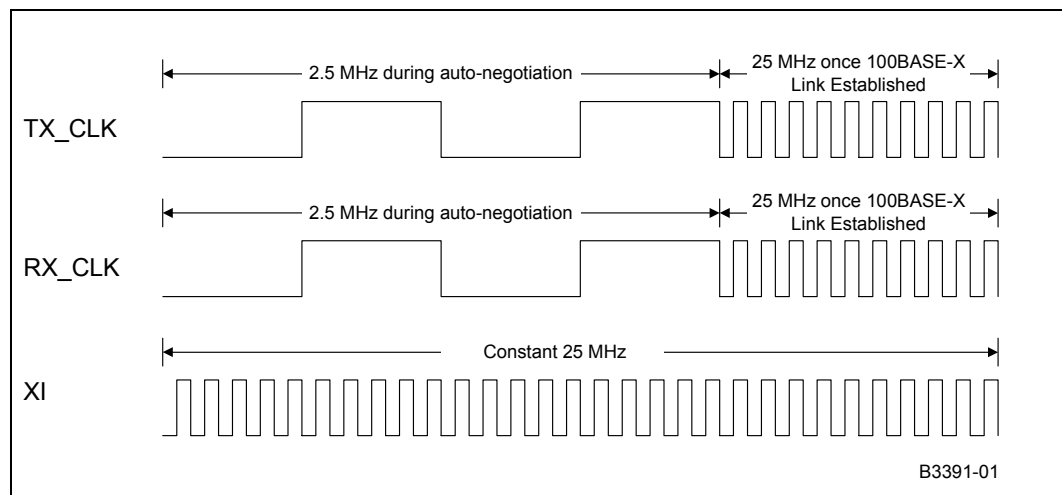 2.5 MHz during auto-negotiation
25 MHz once 100BASE-X
Link Established
TX_CLK
2.5 MHz during auto-negotiation
25 MHz once 100BASE-X
Link Established
RX_CLK
Constant 25 MHz
XI
B3391-01